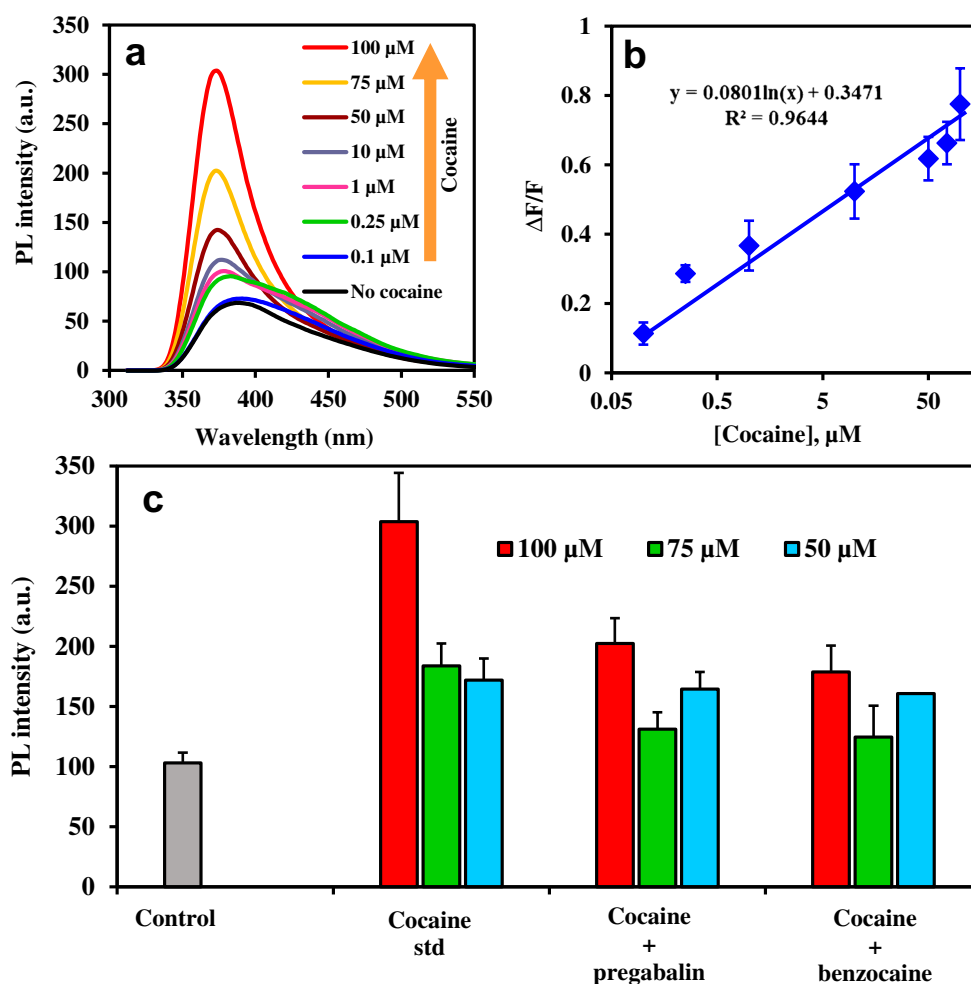 a
350
300
250
200
150
100
50
0
PL intensity (a.u.)
300
350
400
450
500
550
Wavelength (nm)
100 µM
75 µM
50 µM
10 µM
1 µM
0.25 µM
0.1 µM
No cocaine
Cocaine
b
1
0.8
0.6
0.4
0.2
0
ΔF/F
y = 0.0801ln(x) + 0.3471
R² = 0.9644
0.05
0.5
5
50
[Cocaine], µM
c
350
300
250
200
150
100
50
0
PL intensity (a.u.)
100 µM
75 µM
50 µM
Control
Cocaine
std
Cocaine
+
pregabalin
Cocaine
+
benzocaine